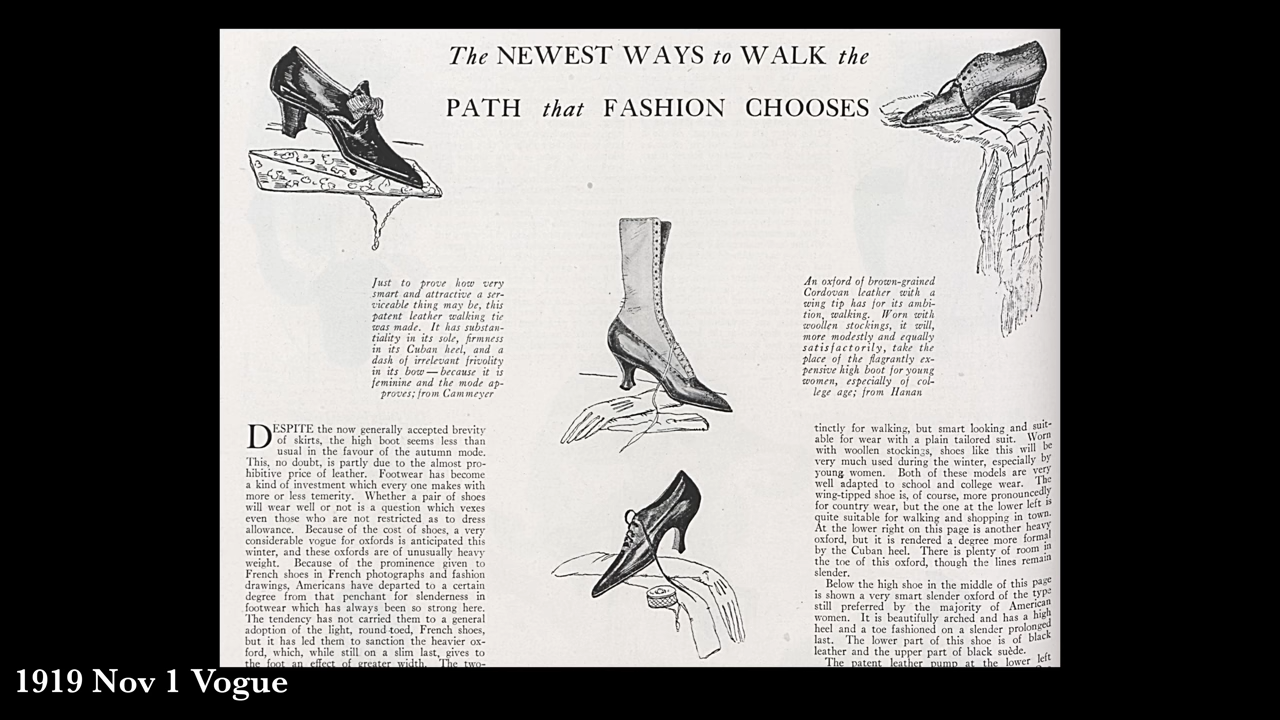 The NEWEST WAYS to WALK the
PATH that FASHION CHOOSES
Just to prove how very
smart and attractive a ser-
viceable thing may be, this
patent leather walking tie
was made. It has substan-
tiality in its sole, firmness
in its Cuban heel, and a
dash of irrelevant frivolity
in its bow—because it is
feminine and the mode ap-
proves; from Cammeyer
An oxford of brown-grained
Cordovan leather with a
wing tip has for its ambi-
tion, walking. Worn with
woollen stockings, it will,
more modestly and equally
satisfactorily, take the
place of the flagrantly ex-
pensive high boot for young
women, especially of col-
lege age; from Hanan
DESPITE the now generally accepted brevity
of skirts, the high boot seems less than
usual in the favour of the autumn mode.
This, no doubt, is partly due to the almost pro-
hibitive price of leather. Footwear has become
a kind of investment which every one makes with
more or less temerity. Whether a pair of shoes
will wear well or not is a question which vexes
even those who are not restricted as to dress
allowance. Because of the cost of shoes, a very
considerable vogue for oxfords is anticipated this
winter, and these oxfords are of unusually heavy
weight. Because of the prominence given to
French shoes in French photographs and fashion
drawings, Americans have departed to a certain
degree from that penchant for slenderness in
footwear which has always been so strong here.
The tendency has not carried them to a general
adoption of the light, round-toed, French shoes,
but it has led them to sanction the heavier ox-
ford, which, while still on a slim last, gives to
the foot an effect of greater width. The two-
tinctly for walking, but smart looking and suit-
able for wear with a plain tailored suit. Worn
with woollen stockings, shoes like this will be
very much used during the winter, especially by
young women. Both of these models are very
well adapted to school and college wear. The
wing-tipped shoe is, of course, more pronouncedly
for country wear, but the one at the lower left is
quite suitable for walking and shopping in town.
At the lower right on this page is another heavy
oxford, but it is rendered a degree more formal
by the Cuban heel. There is plenty of room in
the toe of this oxford, though the lines remain
slender.
Below the high shoe in the middle of this page
is shown a very smart slender oxford of the type
still preferred by the majority of American
women. It is beautifully arched and has a high
heel and a toe fashioned on a slender prolonged
last. The lower part of this shoe is of black
leather and the upper part of black suède.
The patent leather pump at the lower left
1919 Nov 1 Vogue